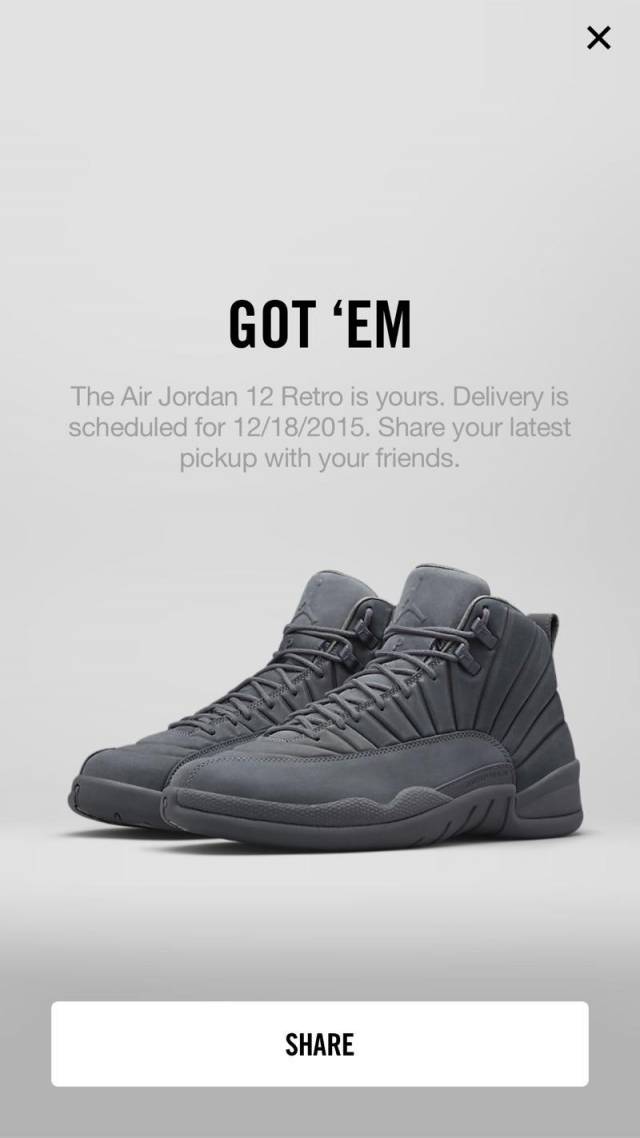 GOT ‘EM
The Air Jordan 12 Retro is yours. Delivery is
scheduled for 12/18/2015. Share your latest
pickup with your friends.
SHARE